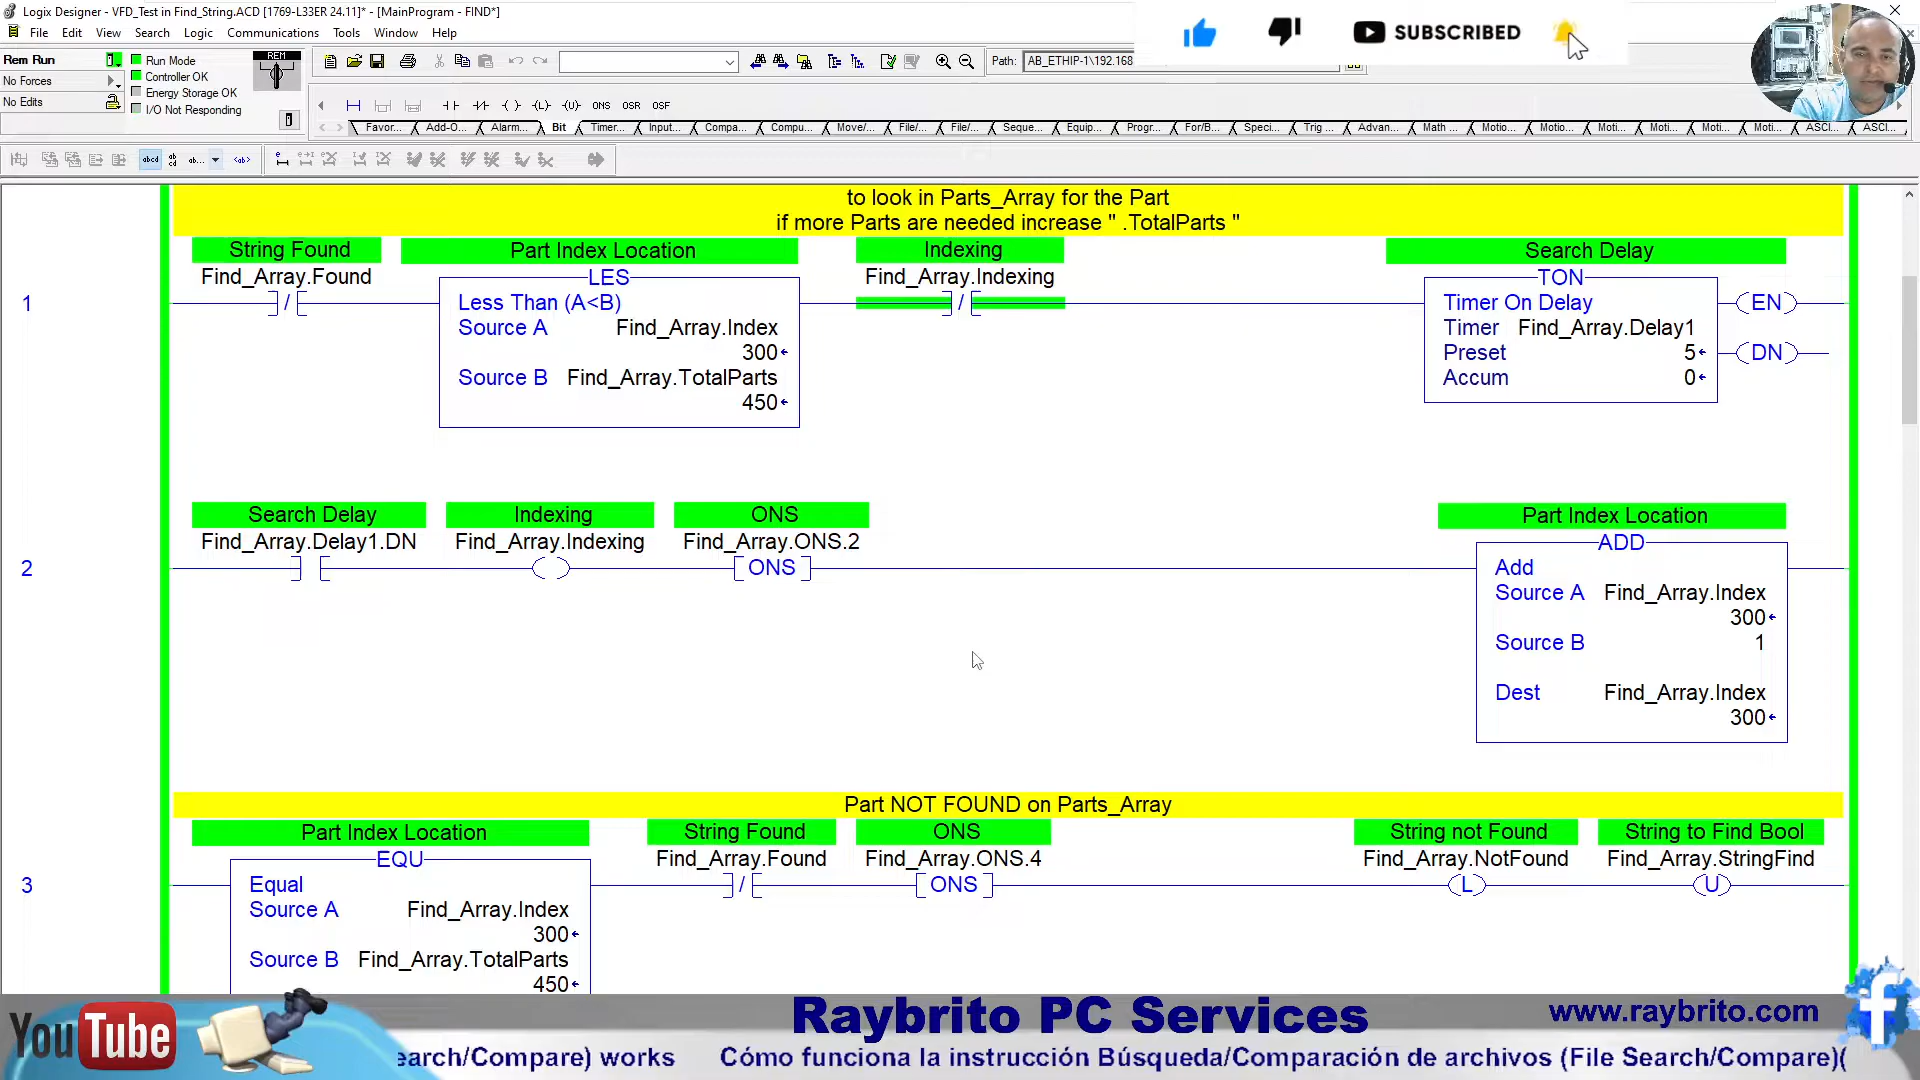 Logix Designer - VFD_Test in Find_String.ACD [1769-L33ER 24.11]* - [MainProgram - FIND*]
File Edit View Search Logic Communications Tools Window Help
SUBSCRIBED
Rem Run
Run Mode
REM
No Forces
Controller OK
Energy Storage OK
No Edits
I/O Not Responding
Path: AB_ETHIP-1\192.168
ONS OSR OSF
Favor... Add-O... Alarm... Bit Timer... Input... Compa... Compu... Move/... File/... File/... Seque... Equip... Progr... For/B... Speci... Trig ... Advan... Math ... Motio... Motio... Moti... Moti... Moti... Moti... ASCI... ASCI...
abcd ab cd ab... <ab>
to look in Parts_Array for the Part
if more Parts are needed increase " .TotalParts "
String Found Part Index Location Indexing Search Delay
Find_Array.Found LES Find_Array.Indexing TON
1 / Less Than (A<B) / Timer On Delay EN
Source A Find_Array.Index Timer Find_Array.Delay1
300 Preset 5 DN
Source B Find_Array.TotalParts Accum 0
450
Search Delay Indexing ONS Part Index Location
Find_Array.Delay1.DN Find_Array.Indexing Find_Array.ONS.2 ADD
2 ONS Add
Source A Find_Array.Index
300
Source B 1
Dest Find_Array.Index
300
Part NOT FOUND on Parts_Array
Part Index Location String Found ONS String not Found String to Find Bool
EQU Find_Array.Found Find_Array.ONS.4 Find_Array.NotFound Find_Array.StringFind
3 Equal / ONS L U
Source A Find_Array.Index
300
Source B Find_Array.TotalParts
450
YouTube
Raybrito PC Services
www.raybrito.com
f
earch/Compare) works Cómo funciona la instrucción Búsqueda/Comparación de archivos (File Search/Compare)(